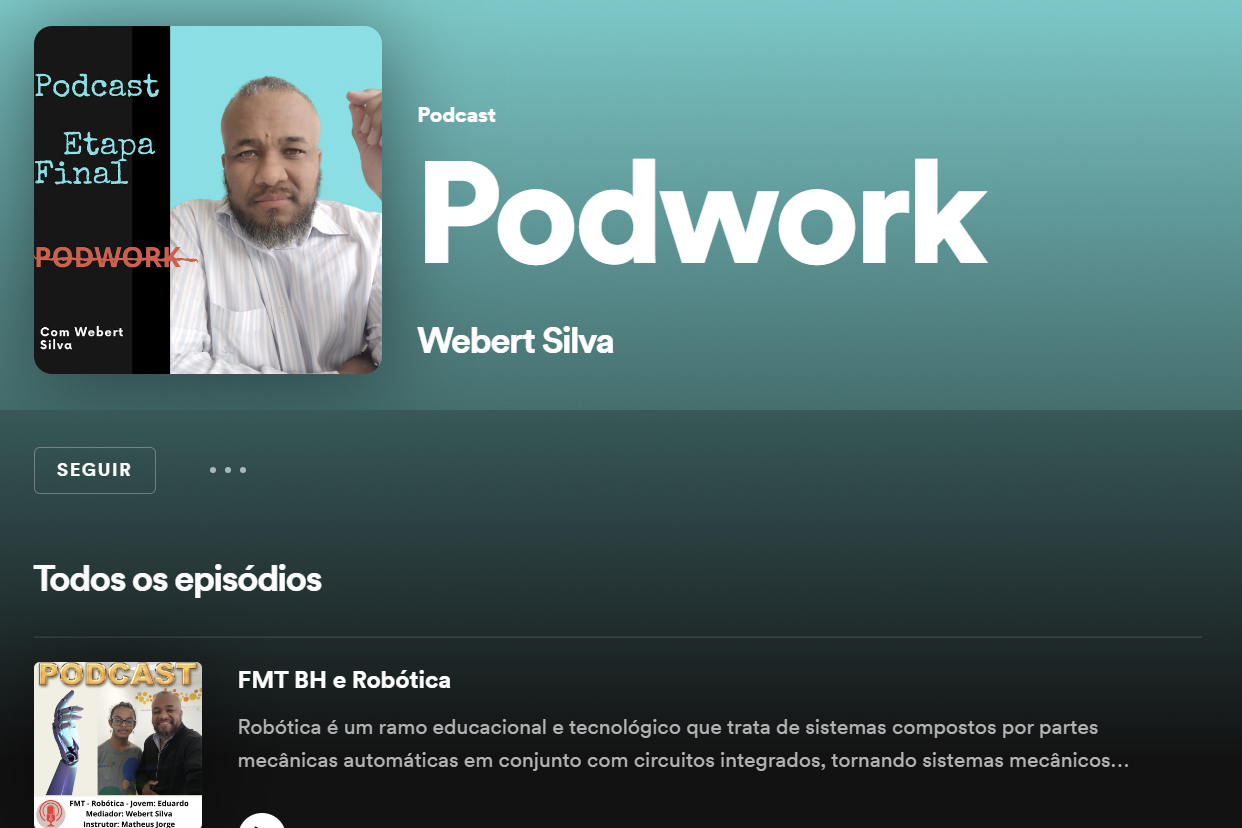 Podcast
Etapa
Final
PODWORK
Com Webert
Silva
Podcast
Podwork
Webert Silva
SEGUIR
Todos os episódios
PODCAST
FMT - Robótica - Jovem: Eduardo
Mediador: Webert Silva
Instrutor: Matheus Jorge
FMT BH e Robótica
Robótica é um ramo educacional e tecnológico que trata de sistemas compostos por partes
mecânicas automáticas em conjunto com circuitos integrados, tornando sistemas mecânicos...